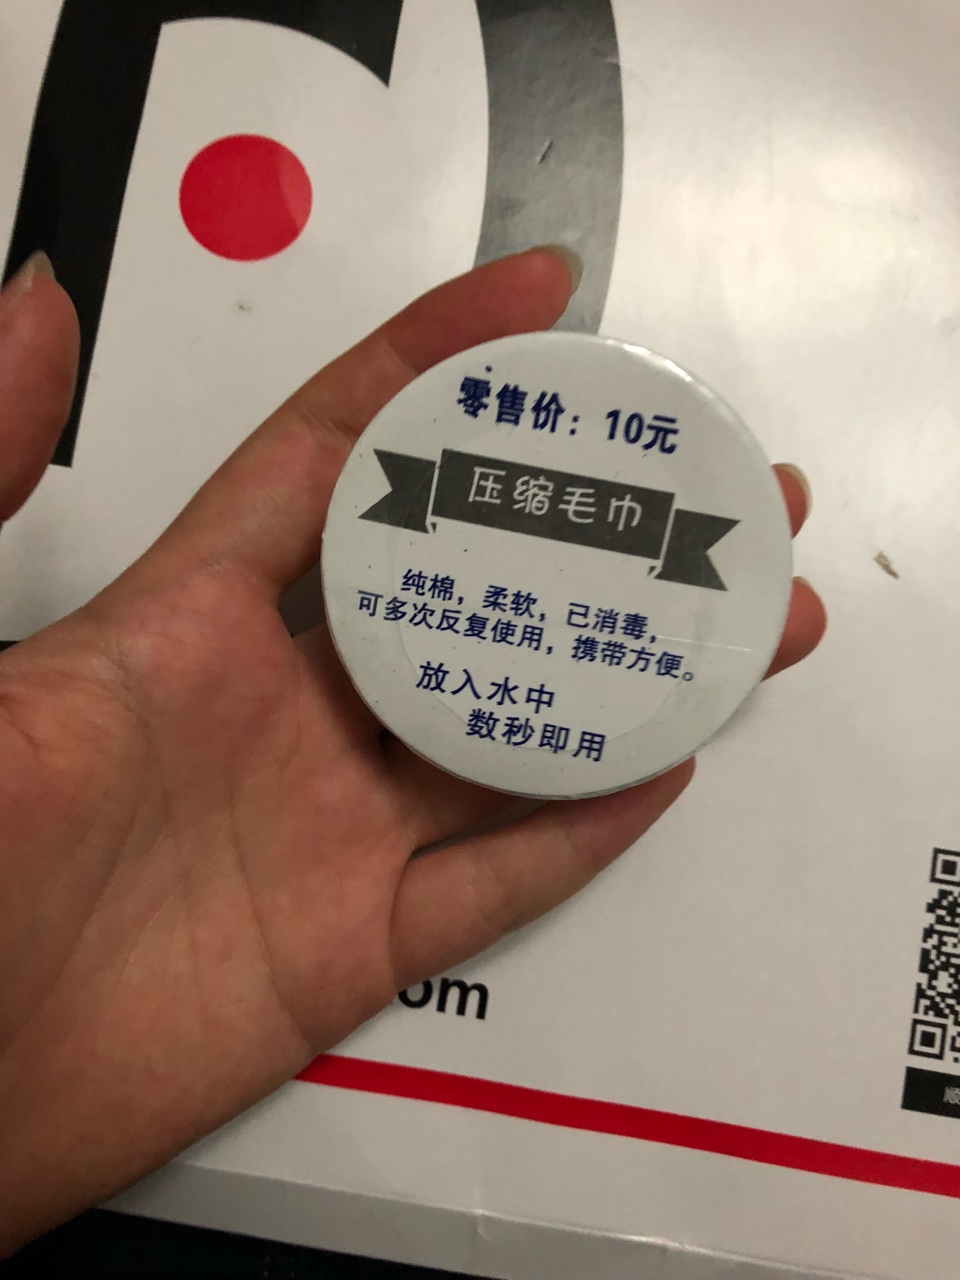 零售价：10元
压缩毛巾
纯棉，柔软，已消毒，
可多次反复使用，携带方便。
放入水中
数秒即用
om
顺